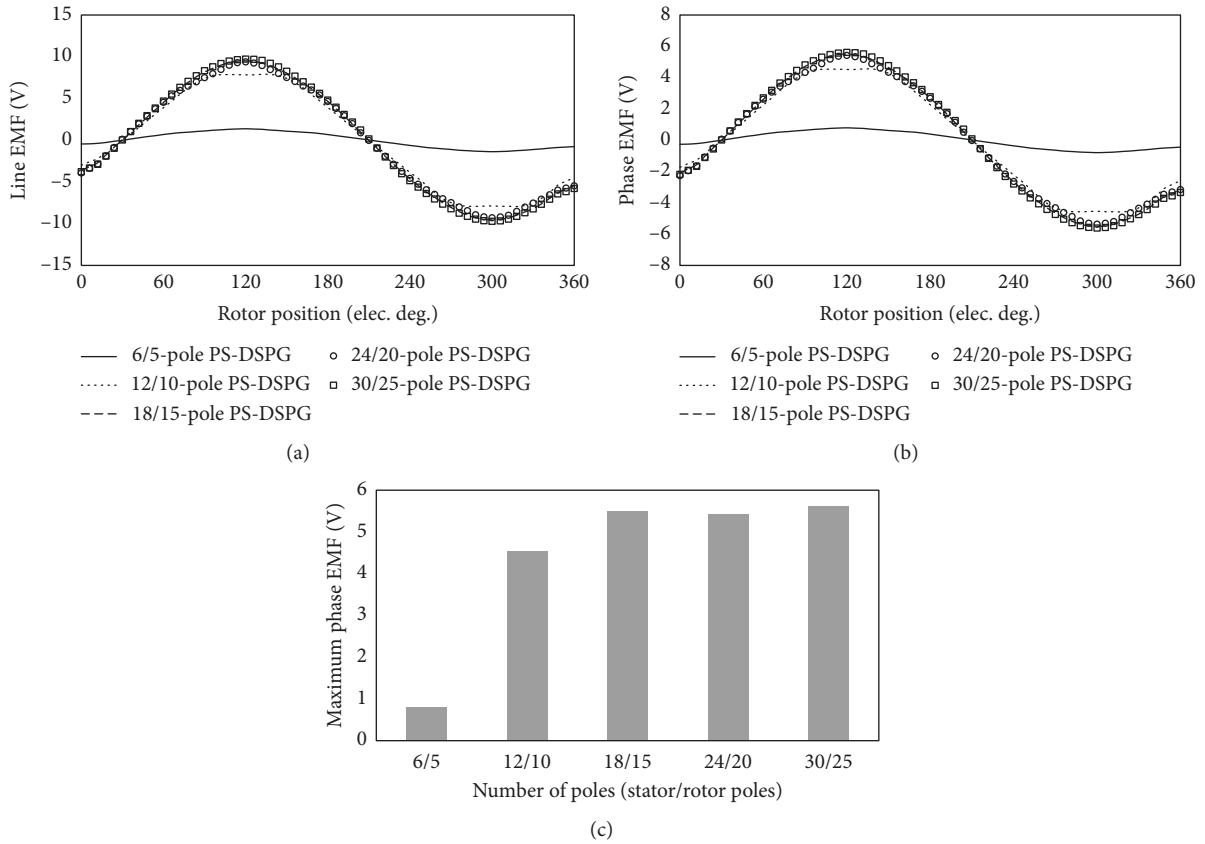 15
10
5
0
−5
−10
−15
Line EMF (V)
0 60 120 180 240 300 360
Rotor position (elec. deg.)
6/5-pole PS-DSPG
12/10-pole PS-DSPG
18/15-pole PS-DSPG
24/20-pole PS-DSPG
30/25-pole PS-DSPG
(a)
8
6
4
2
0
−2
−4
−6
−8
Phase EMF (V)
0 60 120 180 240 300 360
Rotor position (elec. deg.)
6/5-pole PS-DSPG
12/10-pole PS-DSPG
18/15-pole PS-DSPG
24/20-pole PS-DSPG
30/25-pole PS-DSPG
(b)
6
5
4
3
2
1
0
Maximum phase EMF (V)
6/5 12/10 18/15 24/20 30/25
Number of poles (stator/rotor poles)
(c)